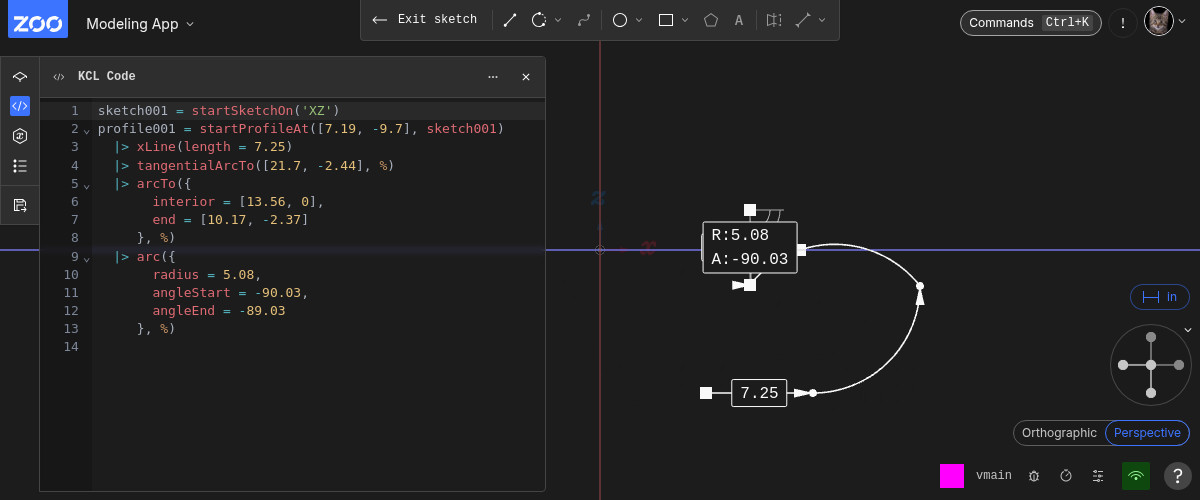 ZOO
Modeling App
Exit sketch
A
Commands Ctrl+K
!
KCL Code
1 sketch001 = startSketchOn('XZ')
2 profile001 = startProfileAt([7.19, -9.7], sketch001)
3 |> xLine(length = 7.25)
4 |> tangentialArcTo([21.7, -2.44], %)
5 |> arcTo({
6 interior = [13.56, 0],
7 end = [10.17, -2.37]
8 }, %)
9 |> arc({
10 radius = 5.08,
11 angleStart = -90.03,
12 angleEnd = -89.03
13 }, %)
14
z
x
R:5.08
A:-90.03
7.25
in
Orthographic Perspective
vmain
?